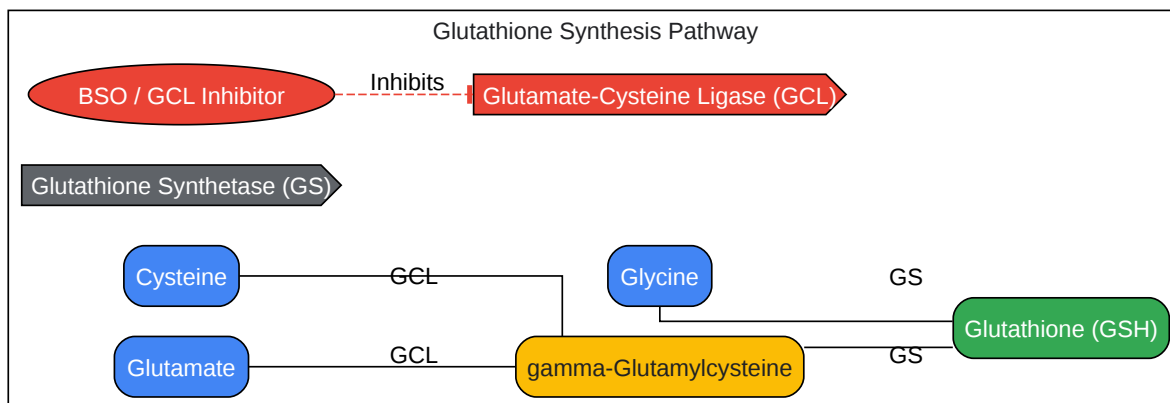 Glutathione Synthesis Pathway
BSO / GCL Inhibitor
Inhibits
Glutamate-Cysteine Ligase (GCL)
Glutathione Synthetase (GS)
Cysteine
GCL
Glycine
GS
Glutathione (GSH)
Glutamate
GCL
gamma-Glutamylcysteine
GS